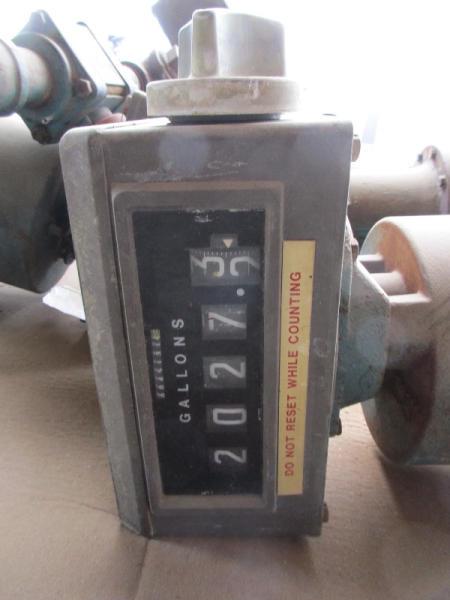 2027.3
GALLONS
DO NOT RESET WHILE COUNTING